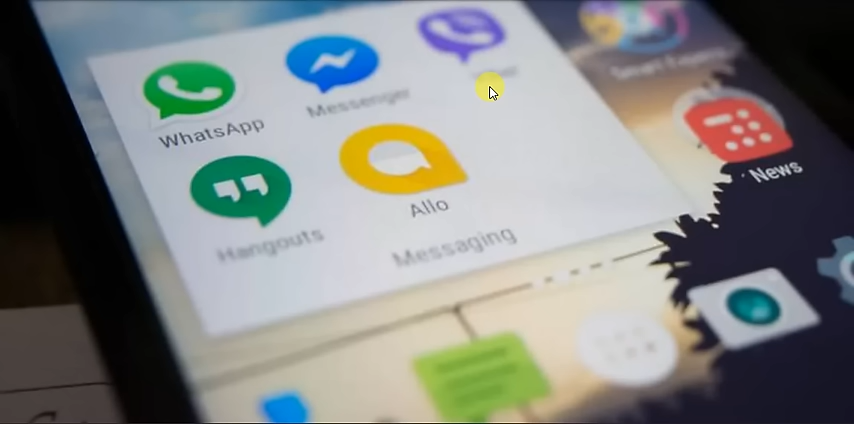 WhatsApp
Messenger
Hangouts
Allo
Messaging
News